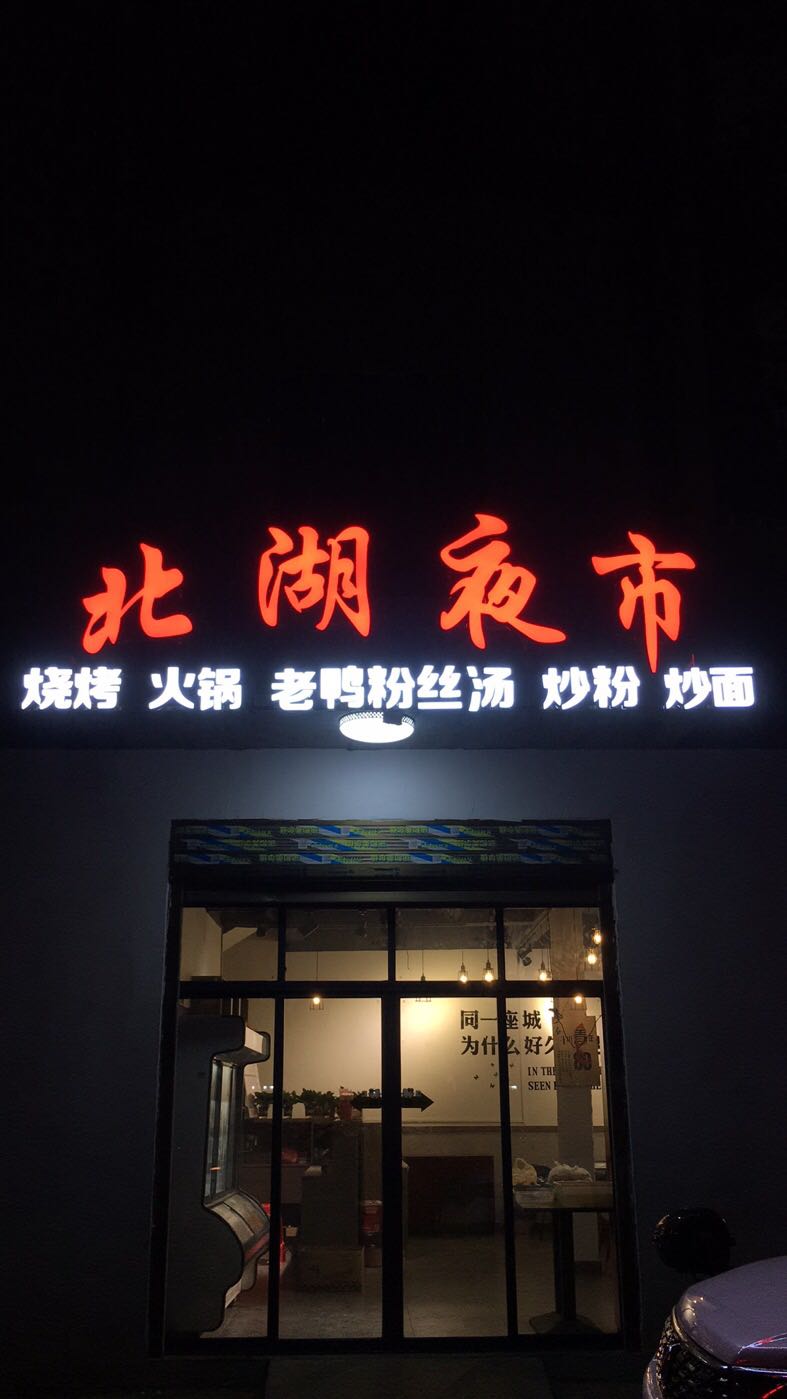 北湖夜市
烧烤 火锅 老鸭粉丝汤 炒粉 炒面
同一座城
为什么好久
IN THE
SEEN